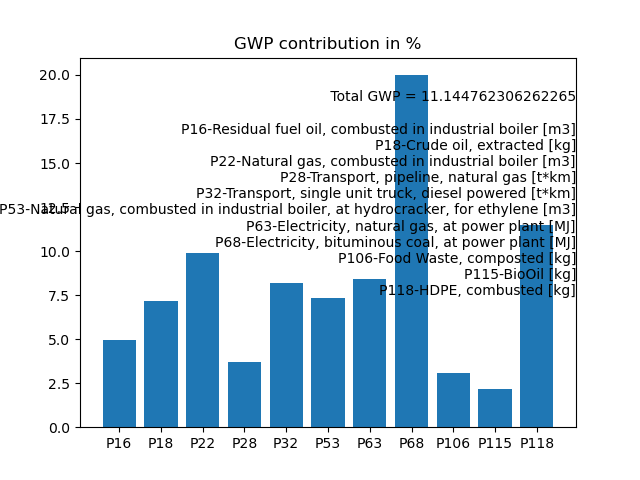 GWP contribution in %
20.0
Total GWP = 11.144762306262265
17.5
P16-Residual fuel oil, combusted in industrial boiler [m3]
P18-Crude oil, extracted [kg]
15.0
P22-Natural gas, combusted in industrial boiler [m3]
P28-Transport, pipeline, natural gas [t*km]
P32-Transport, single unit truck, diesel powered [t*km]
12.5
P53-Natural gas, combusted in industrial boiler, at hydrocracker, for ethylene [m3]
P63-Electricity, natural gas, at power plant [MJ]
P68-Electricity, bituminous coal, at power plant [MJ]
10.0
P106-Food Waste, composted [kg]
P115-BioOil [kg]
7.5
P118-HDPE, combusted [kg]
5.0
2.5
0.0
P16 P18 P22 P28 P32 P53 P63 P68 P106 P115 P118